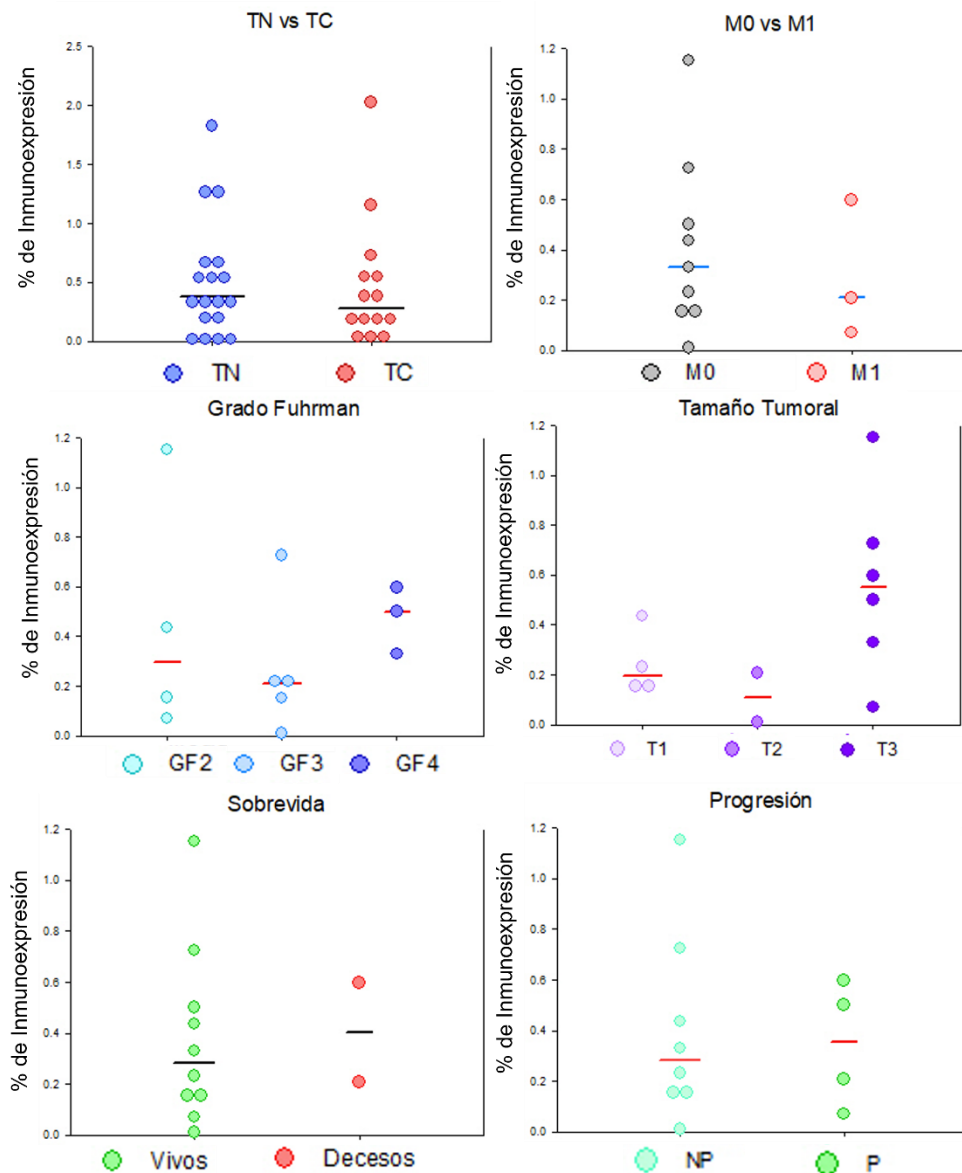 TN vs TC
% de Inmunoexpresión
2.5
2.0
1.5
1.0
0.5
0.0
TN
TC
M0 vs M1
% de Inmunoexpresión
1.2
1.0
0.8
0.6
0.4
0.2
0.0
M0
M1
Grado Fuhrman
% de Inmunoexpresión
1.2
1.0
0.8
0.6
0.4
0.2
0.0
GF2
GF3
GF4
Tamaño Tumoral
% de Inmunoexpresión
1.2
1.0
0.8
0.6
0.4
0.2
0.0
T1
T2
T3
Sobrevida
% de Inmunoexpresión
1.2
1.0
0.8
0.6
0.4
0.2
0.0
Vivos
Decesos
Progresión
% de Inmunoexpresión
1.2
1.0
0.8
0.6
0.4
0.2
0.0
NP
P